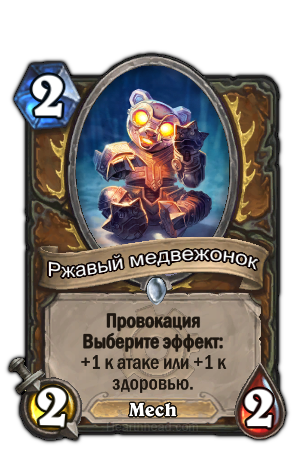 2
Ржавый медвежонок
Провокация
Выберите эффект:
+1 к атаке или +1 к
здоровью.
2
Mech
2